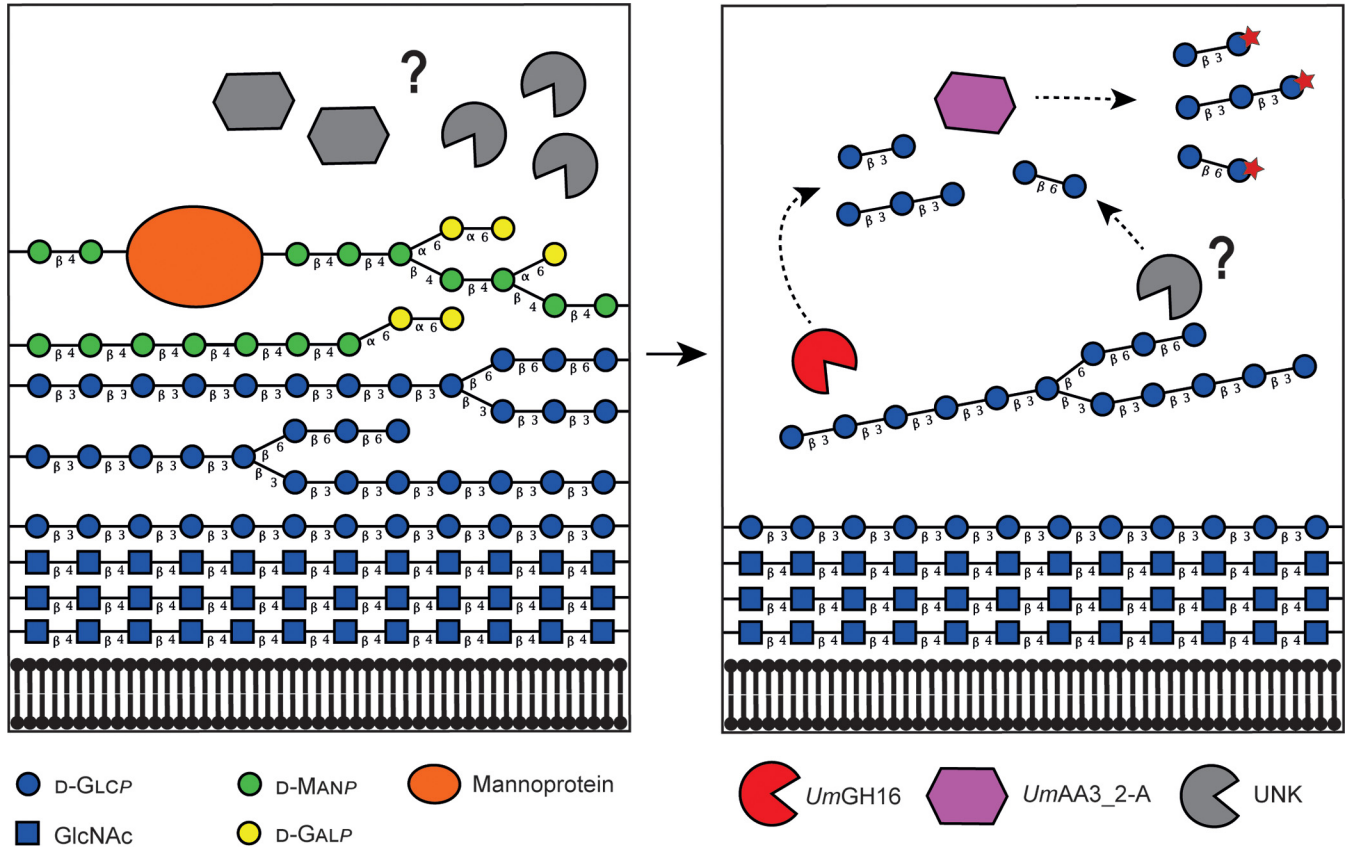 ?
α 6
α 6
β 4
β 4 β 4
β 4
β 4
α 6
β 4
β 4
β 4 β 4 β 4 β 4 β 4 β 4
α 6
α 6
β 6
β 6 β 6
β 3 β 3 β 3 β 3 β 3 β 3 β 3 β 3
β 3
β 3 β 3
β 6
β 6 β 6
β 3 β 3 β 3 β 3
β 3
β 3 β 3 β 3 β 3 β 3 β 3
β 3 β 3 β 3 β 3 β 3 β 3 β 3 β 3 β 3 β 3 β 3
β 4 β 4 β 4 β 4 β 4 β 4 β 4 β 4 β 4 β 4 β 4
β 4 β 4 β 4 β 4 β 4 β 4 β 4 β 4 β 4 β 4 β 4
β 4 β 4 β 4 β 4 β 4 β 4 β 4 β 4 β 4 β 4 β 4
β 3
β 3 β 3
β 6
β 3
β 3 β 3
β 6
?
β 6 β 6 β 6
β 3 β 3 β 3 β 3 β 3
β 3 β 3 β 3 β 3 β 3
β 3 β 3 β 3 β 3 β 3 β 3 β 3 β 3 β 3 β 3 β 3
β 4 β 4 β 4 β 4 β 4 β 4 β 4 β 4 β 4 β 4 β 4
β 4 β 4 β 4 β 4 β 4 β 4 β 4 β 4 β 4 β 4 β 4
β 4 β 4 β 4 β 4 β 4 β 4 β 4 β 4 β 4 β 4 β 4
D-GLCP
D-MANP
Mannoprotein
GlcNAc
D-GALP
UmGH16
UmAA3_2-A
UNK